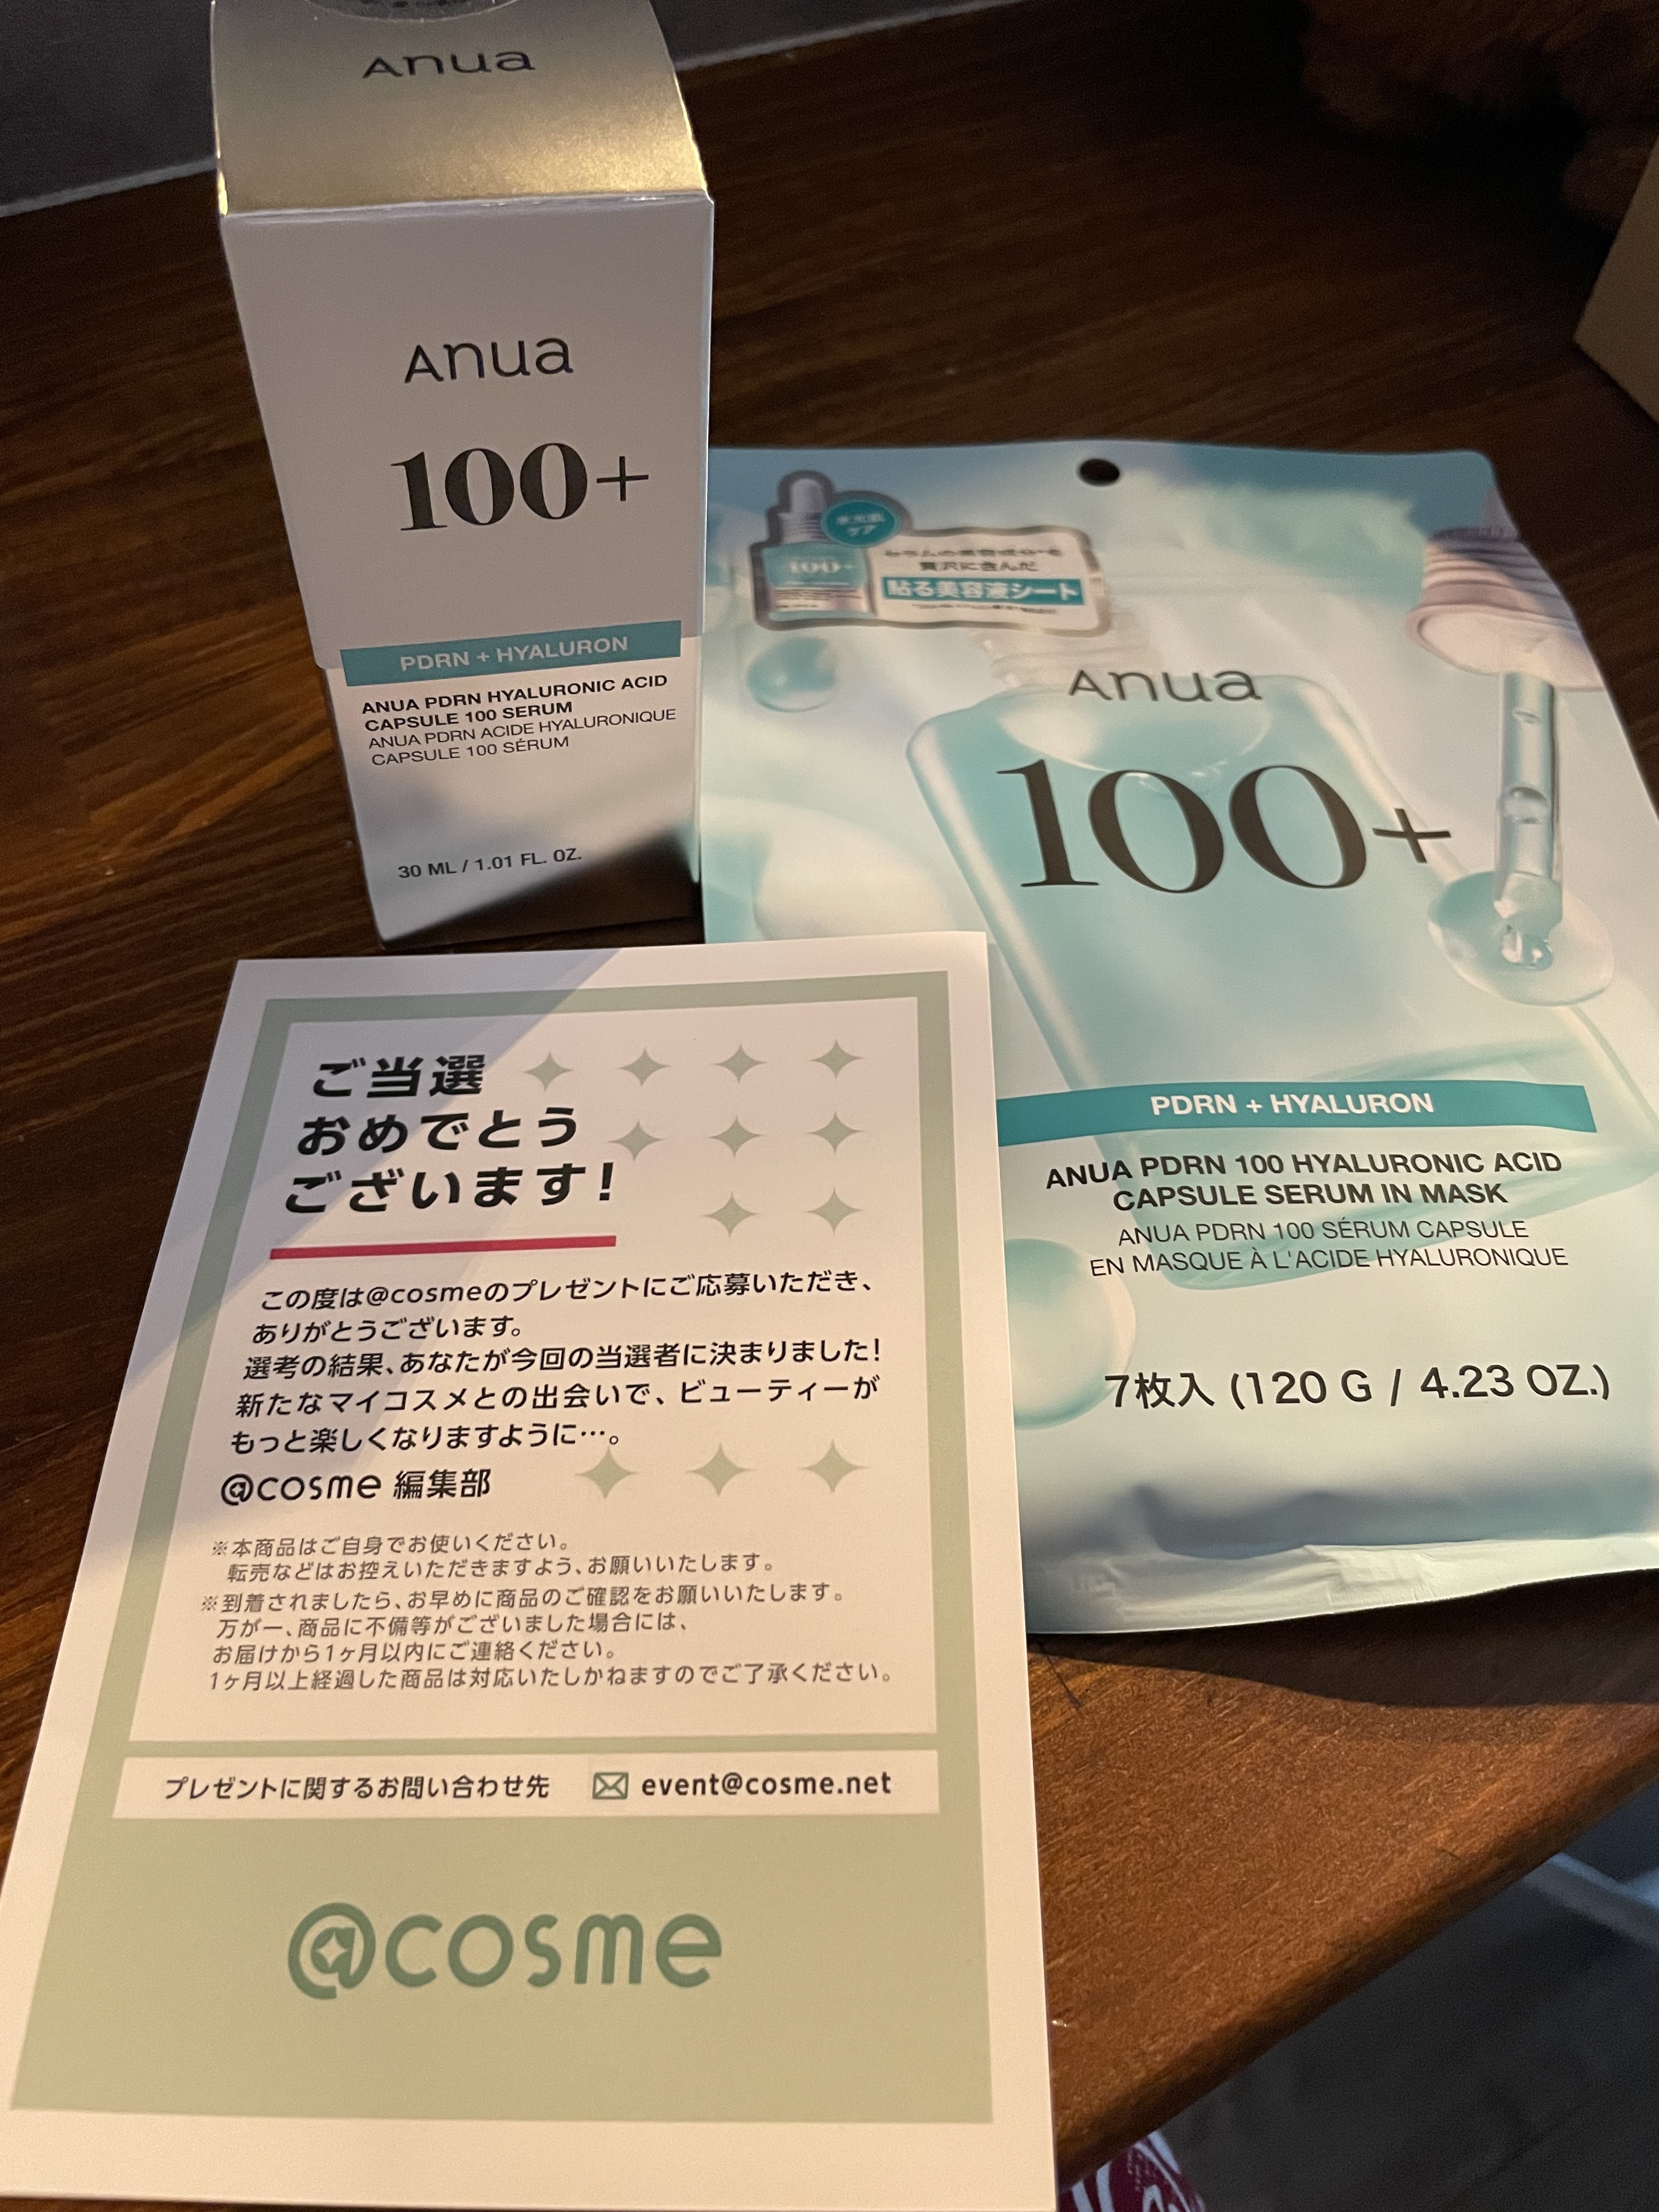 Anua
Anua
100+
PDRN + HYALURON
ANUA PDRN HYALURONIC ACID
CAPSULE 100 SERUM
ANUA PDRN ACIDE HYALURONIQUE
CAPSULE 100 SÉRUM
30 ML / 1.01 FL. OZ.
水光肌
ケア
100+
セラムの美容成分を
贅沢に含んだ
貼る美容液シート
Anua
100+
PDRN + HYALURON
ANUA PDRN 100 HYALURONIC ACID
CAPSULE SERUM IN MASK
ANUA PDRN 100 SÉRUM CAPSULE
EN MASQUE À L'ACIDE HYALURONIQUE
7枚入 (120 G / 4.23 OZ.)
ご当選
おめでとう
ございます!
この度は@cosmeのプレゼントにご応募いただき、
ありがとうございます。
選考の結果、あなたが今回の当選者に決まりました!
新たなマイコスメとの出会いで、ビューティーが
もっと楽しくなりますように…。
@cosme 編集部
※本商品はご自身でお使いください。
転売などはお控えいただきますよう、お願いいたします。
※到着されましたら、お早めに商品のご確認をお願いいたします。
万が一、商品に不備等がございました場合には、
お届けから1ヶ月以内にご連絡ください。
1ヶ月以上経過した商品は対応いたしかねますのでご了承ください。
プレゼントに関するお問い合わせ先 event@cosme.net
@cosme